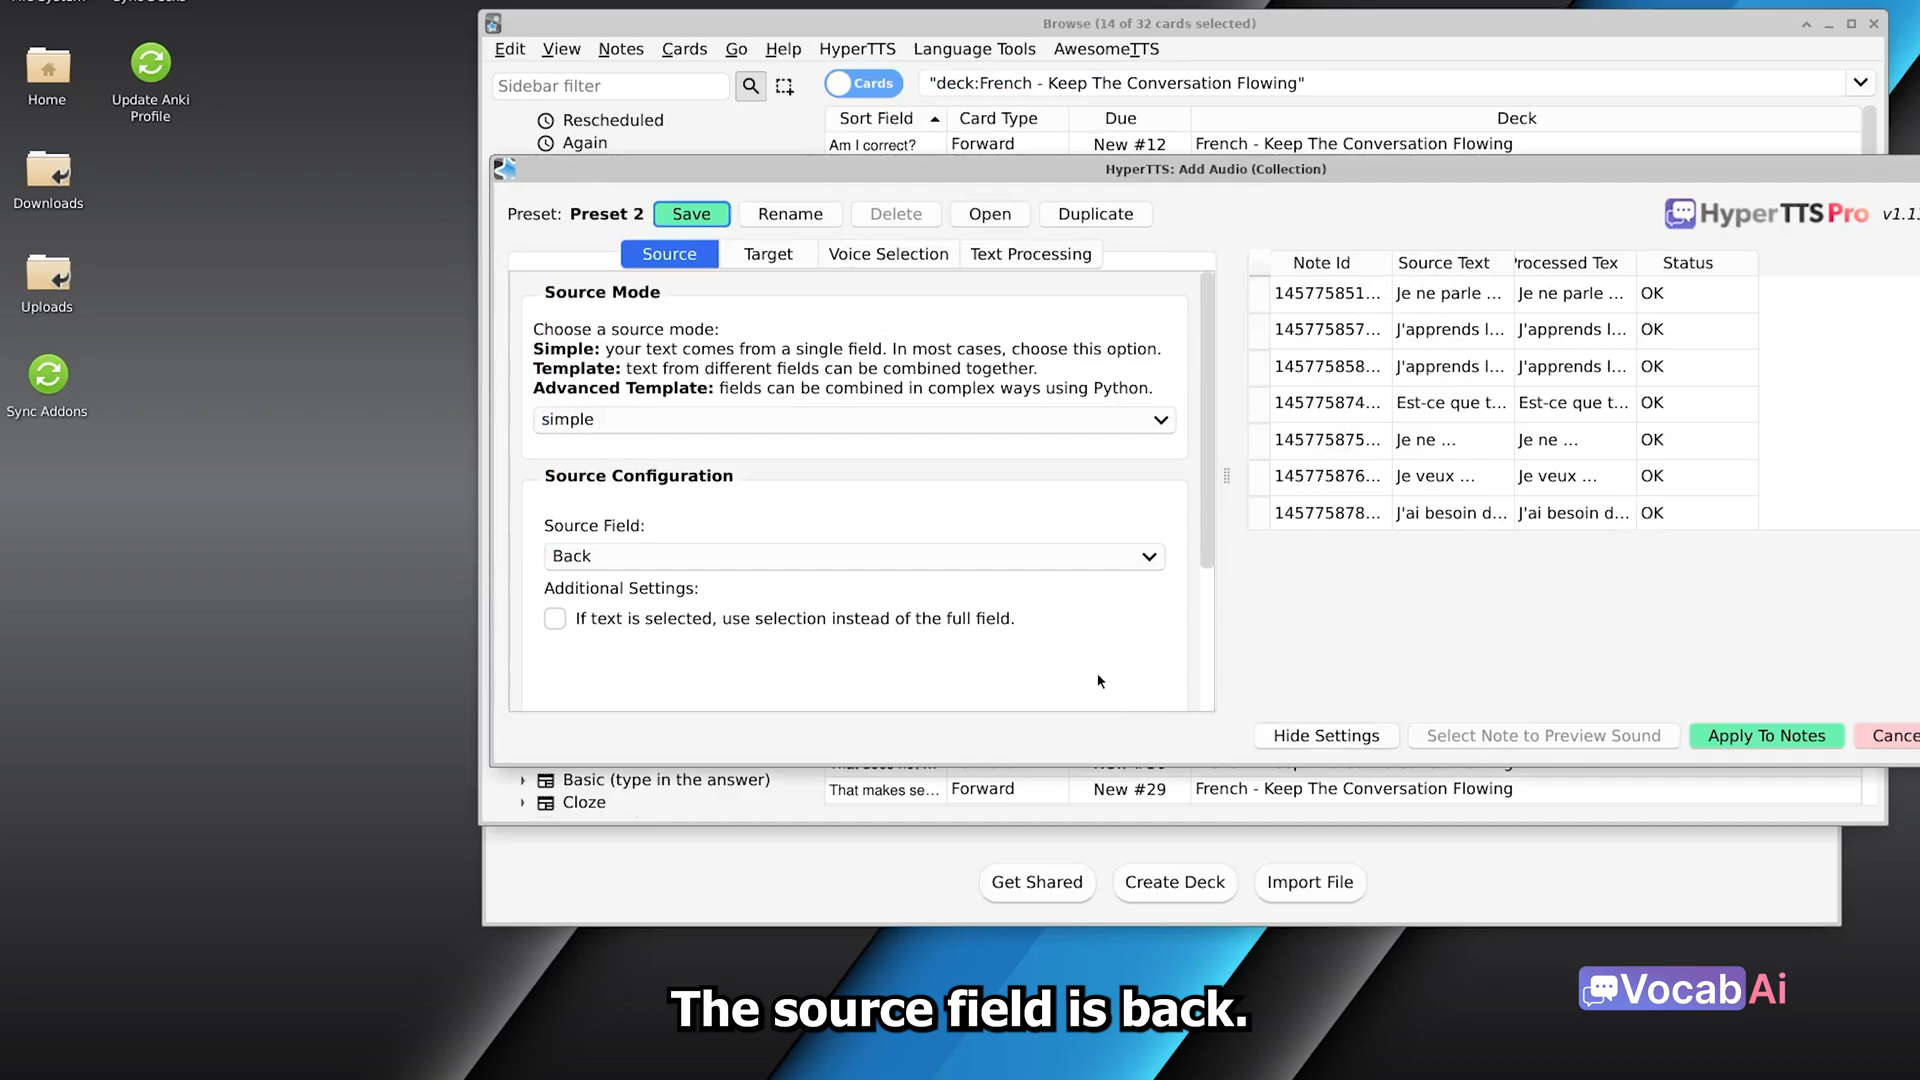 Home
Update Anki
Profile
Downloads
Uploads
Sync Addons
Browse (14 of 32 cards selected)
Edit View Notes Cards Go Help HyperTTS Language Tools AwesomeTTS
Sidebar filter
Cards
"deck:French - Keep The Conversation Flowing"
Rescheduled
Again
Sort Field Card Type Due Deck
Am I correct? Forward New #12 French - Keep The Conversation Flowing
HyperTTS: Add Audio (Collection)
Preset: Preset 2 Save Rename Delete Open Duplicate
HyperTTS Pro
Source Target Voice Selection Text Processing
Source Mode
Choose a source mode:
Simple: your text comes from a single field. In most cases, choose this option.
Template: text from different fields can be combined together.
Advanced Template: fields can be combined in complex ways using Python.
simple
Source Configuration
Source Field:
Back
Additional Settings:
If text is selected, use selection instead of the full field.
Note Id Source Text Processed Tex Status
145775851... Je ne parle ... Je ne parle ... OK
145775857... J'apprends l... J'apprends l... OK
145775858... J'apprends l... J'apprends l... OK
145775874... Est-ce que t... Est-ce que t... OK
145775875... Je ne ... Je ne ... OK
145775876... Je veux ... Je veux ... OK
145775878... J'ai besoin d... J'ai besoin d... OK
Hide Settings Select Note to Preview Sound Apply To Notes Cance
Basic (type in the answer)
Cloze
That makes se... Forward New #29 French - Keep The Conversation Flowing
Get Shared Create Deck Import File
The source field is back.
VocabAi